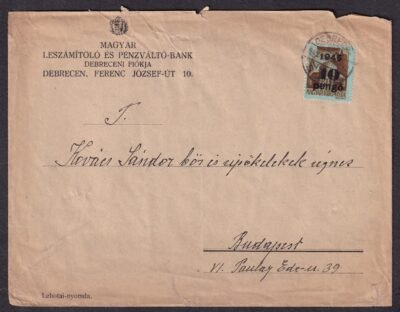 MAGYAR
LESZÁMITOLÓ ÉS PÉNZVÁLTÓ-BANK
DEBRECENI FIÓKJA
DEBRECEN, FERENC JÓZSEF-ÚT 10.
1945
10
pengő
T.
Kovács Sándor bőr és cipőkellékek cégnek
Budapest
VI. Paulay Ede-u. 39
Lehotai-nyomda.